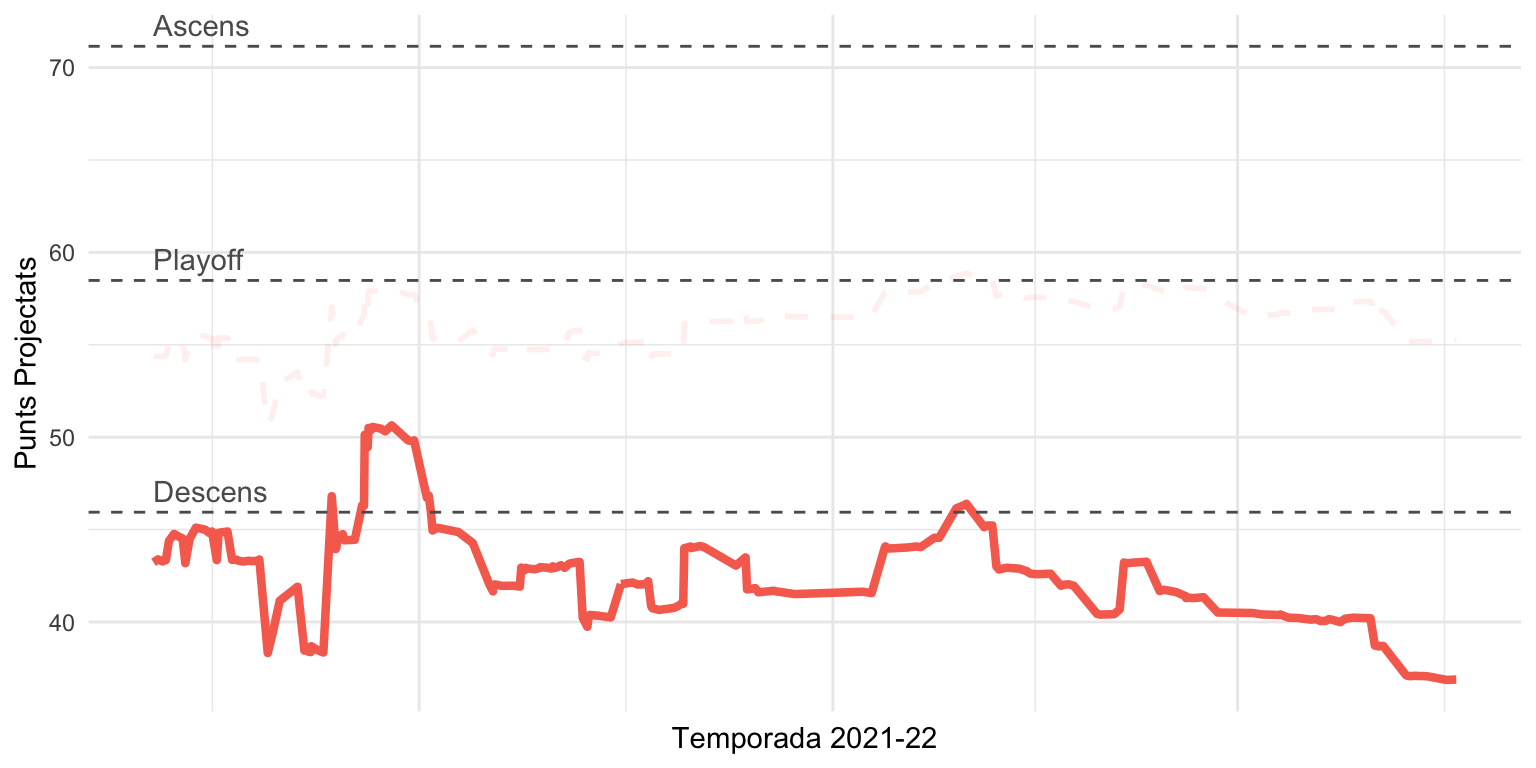 Ascens
70
60
Playoff
Punts Projectats
50
Descens
40
Temporada 2021-22